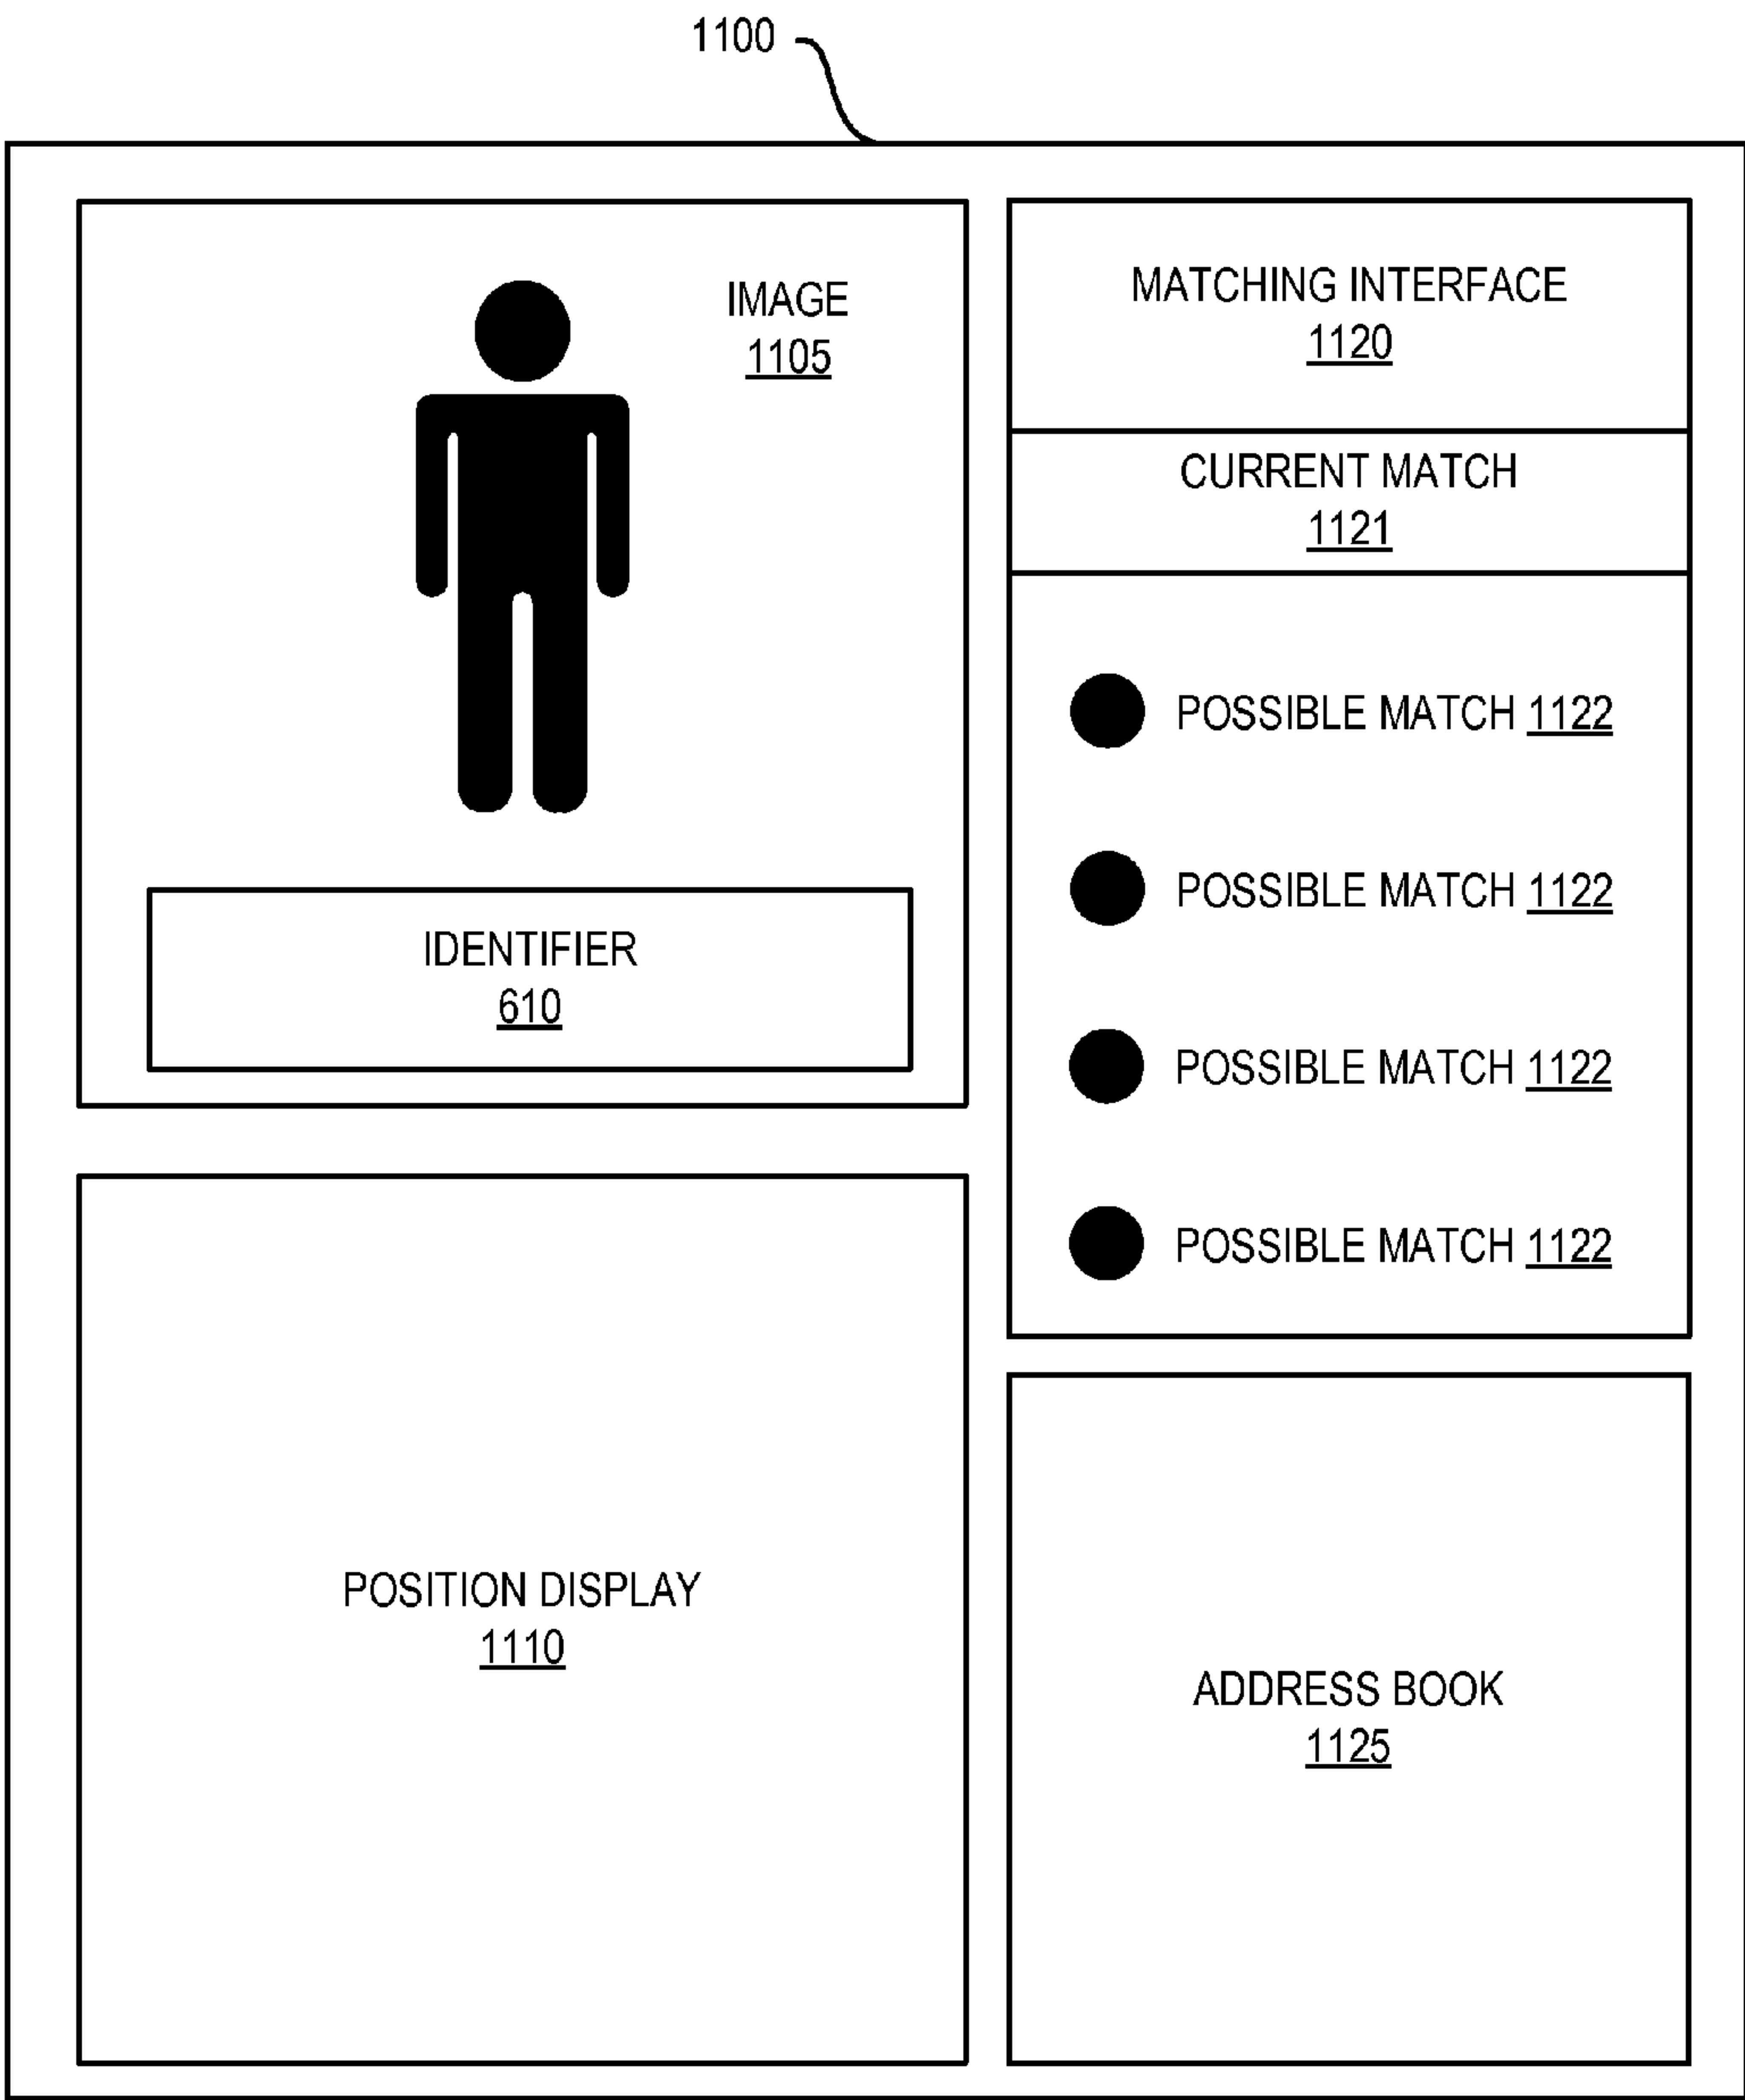 1100
IMAGE
1105
IDENTIFIER
610
POSITION DISPLAY
1110
MATCHING INTERFACE
1120
CURRENT MATCH
1121
POSSIBLE MATCH 1122
POSSIBLE MATCH 1122
POSSIBLE MATCH 1122
POSSIBLE MATCH 1122
ADDRESS BOOK
1125